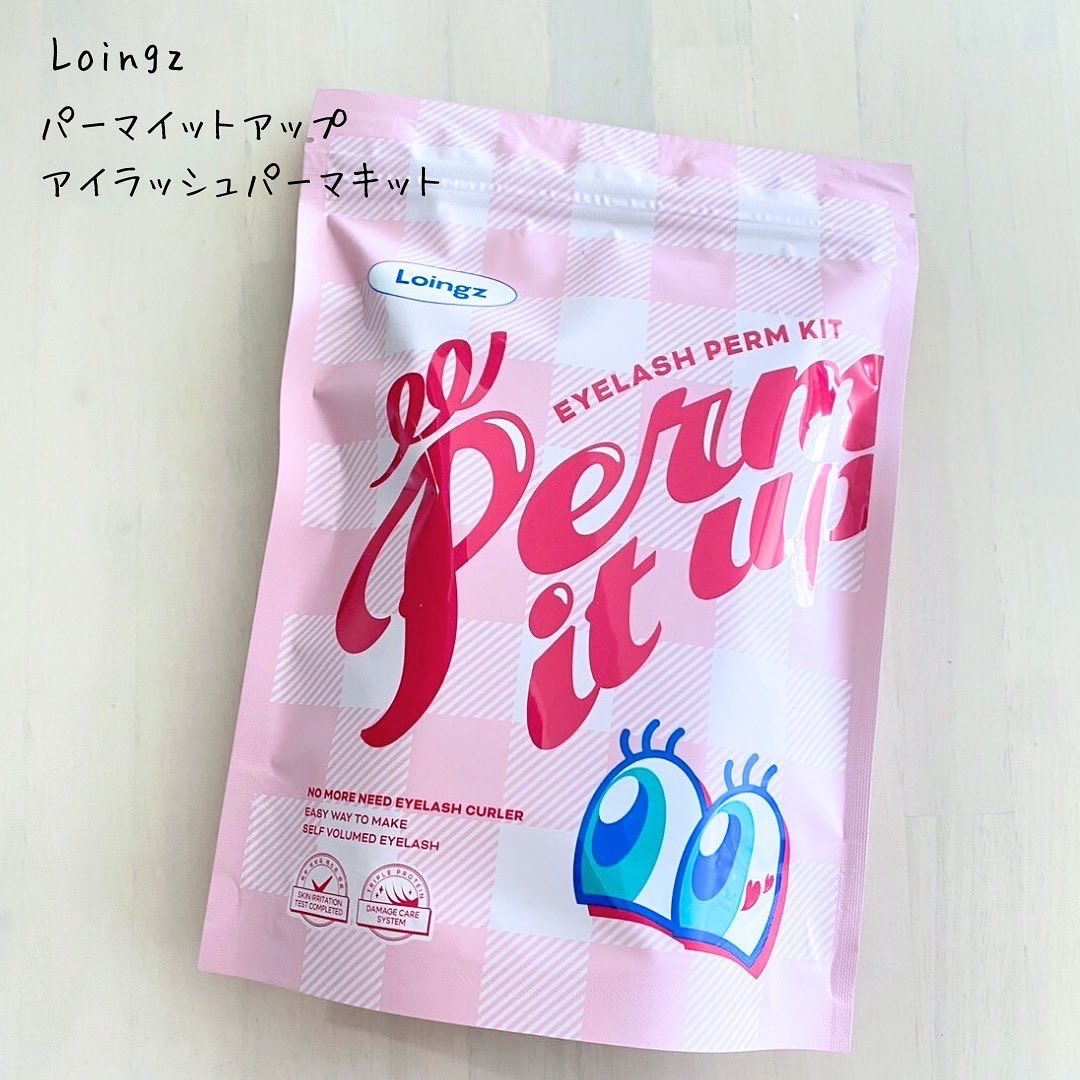 Loingz
パーマイットアップ
アイラッシュパーマキット
Loingz
EYELASH PERM KIT
Perm
it up
NO MORE NEED EYELASH CURLER
EASY WAY TO MAKE
SELF VOLUMED EYELASH
SKIN IRRITATION
TEST COMPLETED
TRIPLE PROTEIN
DAMAGE CARE
SYSTEM